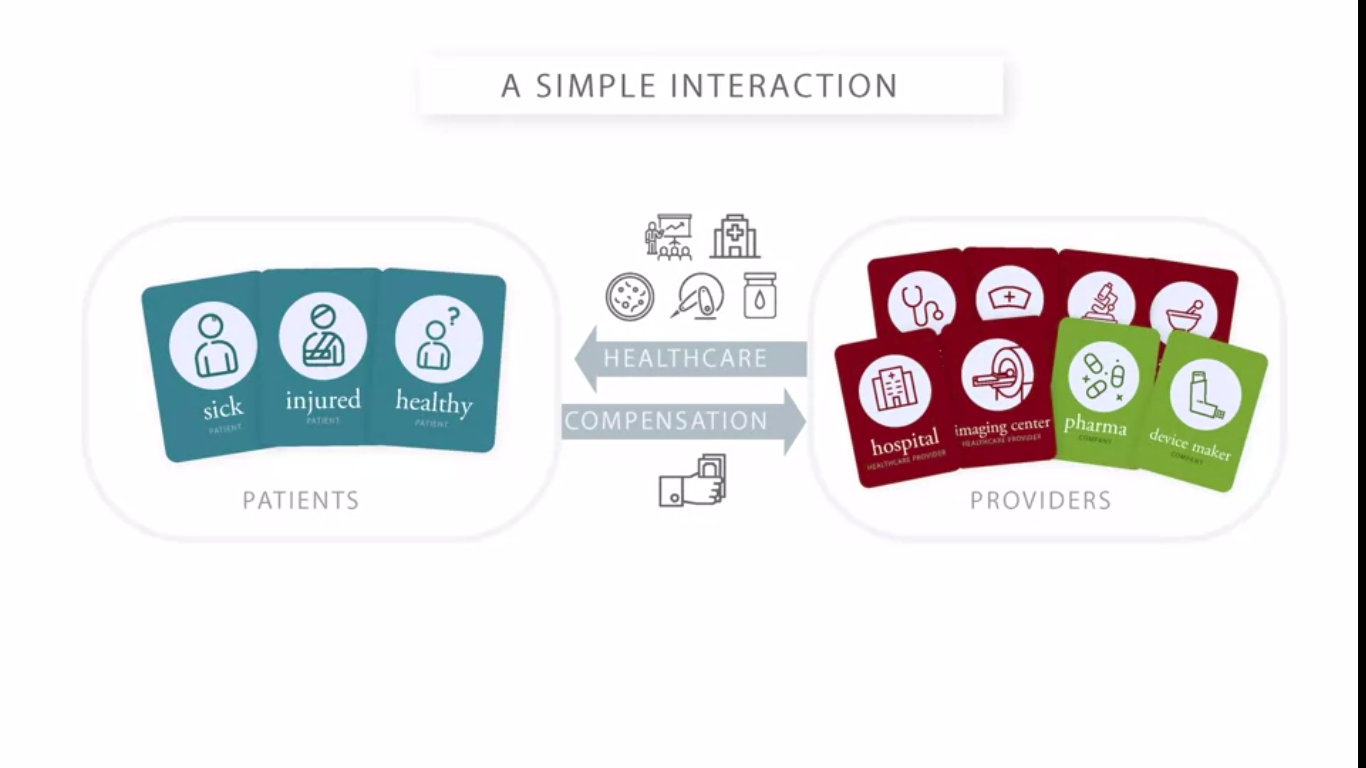 A SIMPLE INTERACTION
sick
PATIENT
injured
PATIENT
healthy
PATIENT
PATIENTS
?
HEALTHCARE
COMPENSATION
hospital
HEALTHCARE PROVIDER
imaging center
HEALTHCARE PROVIDER
pharma
COMPANY
device maker
COMPANY
PROVIDERS